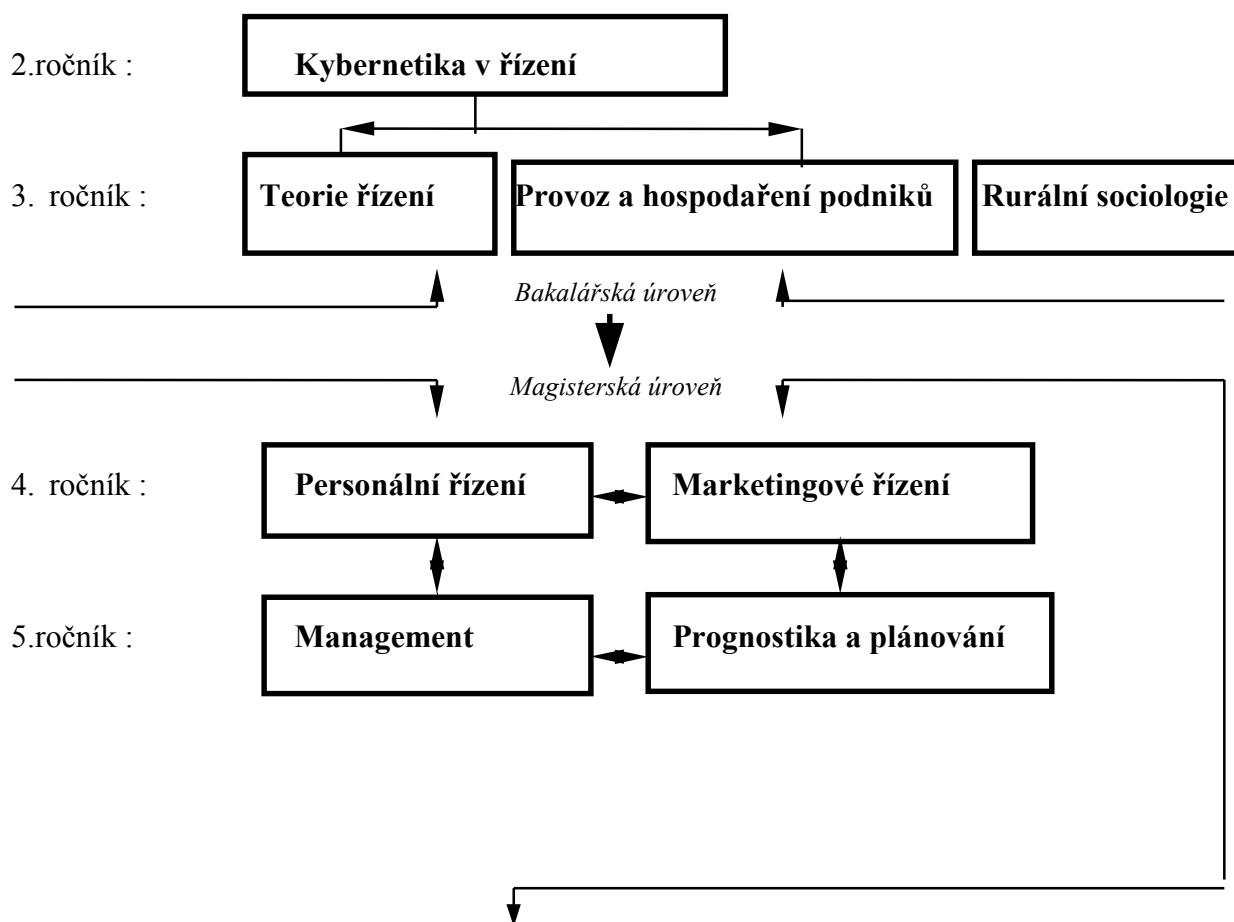 2.ročník : Kybernetika v řízení
3. ročník : Teorie řízení Provoz a hospodaření podniků Rurální sociologie
Bakalářská úroveň
Magisterská úroveň
4. ročník : Personální řízení Marketingové řízení
5.ročník : Management Prognostika a plánování